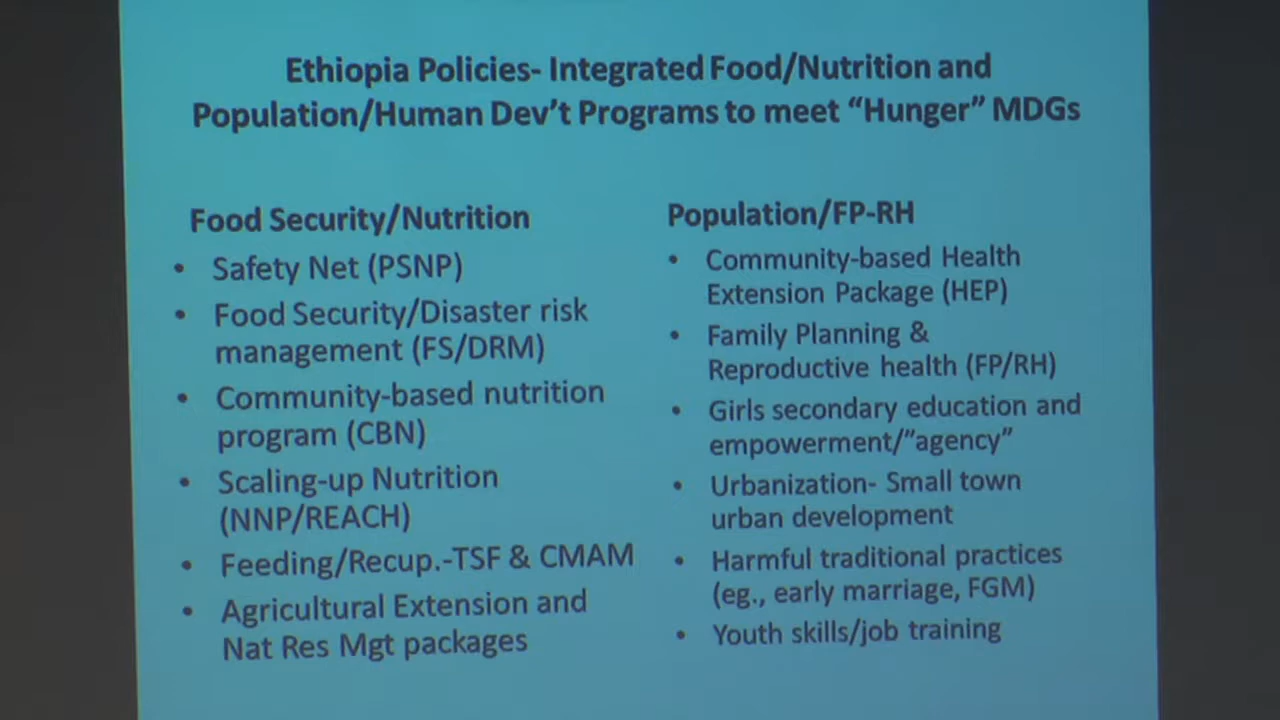 Ethiopia Policies- Integrated Food/Nutrition and
Population/Human Dev't Programs to meet “Hunger” MDGs
Food Security/Nutrition
• Safety Net (PSNP)
• Food Security/Disaster risk
management (FS/DRM)
• Community-based nutrition
program (CBN)
• Scaling-up Nutrition
(NNP/REACH)
• Feeding/Recup.-TSF & CMAM
• Agricultural Extension and
Nat Res Mgt packages
Population/FP-RH
• Community-based Health
Extension Package (HEP)
• Family Planning &
Reproductive health (FP/RH)
• Girls secondary education and
empowerment/”agency”
• Urbanization- Small town
urban development
• Harmful traditional practices
(eg., early marriage, FGM)
• Youth skills/job training